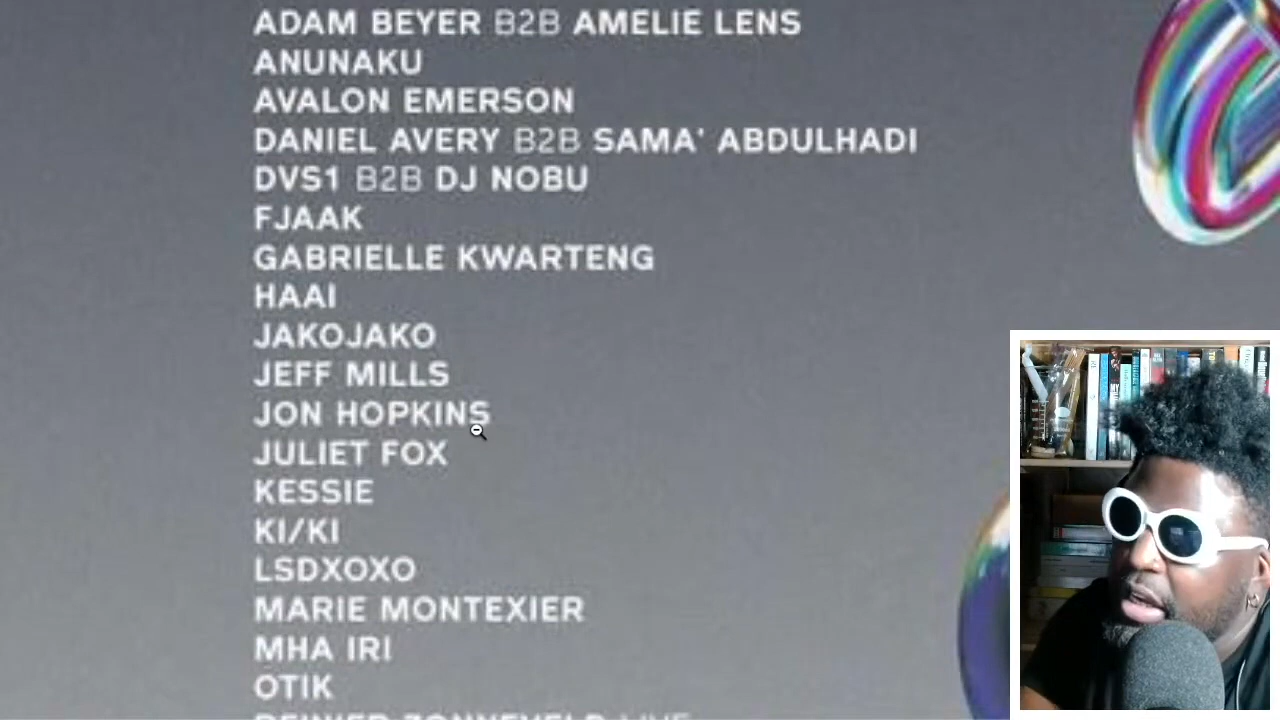 ADAM BEYER B2B AMELIE LENS
ANUNAKU
AVALON EMERSON
DANIEL AVERY B2B SAMA' ABDULHADI
DVS1 B2B DJ NOBU
FJAAK
GABRIELLE KWARTENG
HAAI
JAKOJAKO
JEFF MILLS
JON HOPKINS
JULIET FOX
KESSIE
KI/KI
LSDXOXO
MARIE MONTEXIER
MHA IRI
OTIK